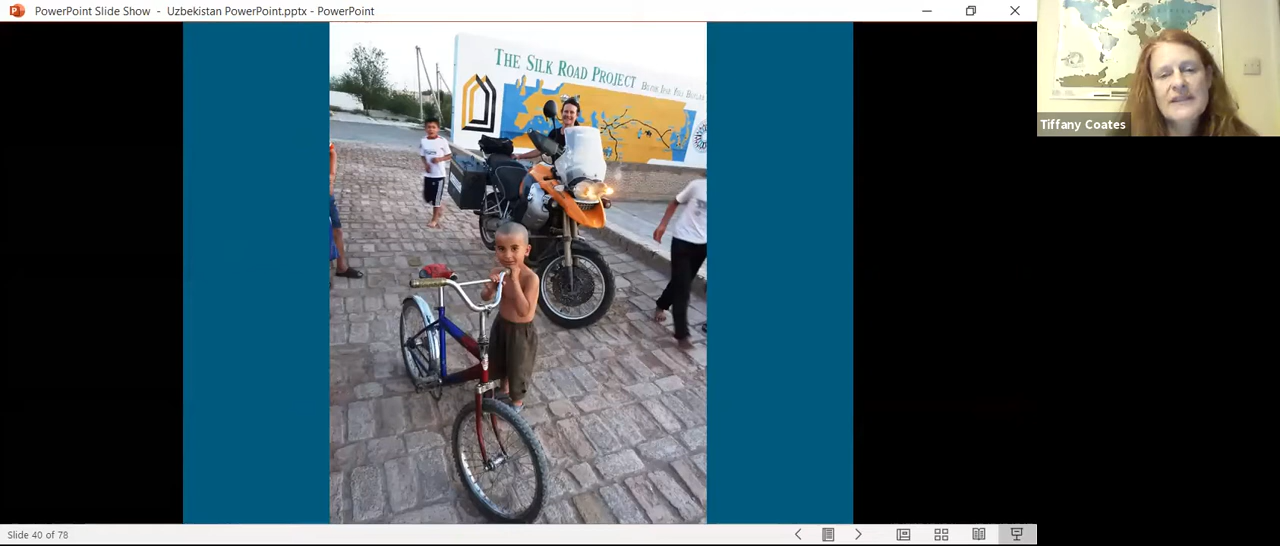 PowerPoint Slide Show - Uzbekistan PowerPoint.pptx - PowerPoint
Tiffany Coates
THE SILK ROAD PROJECT
Slide 40 of 78